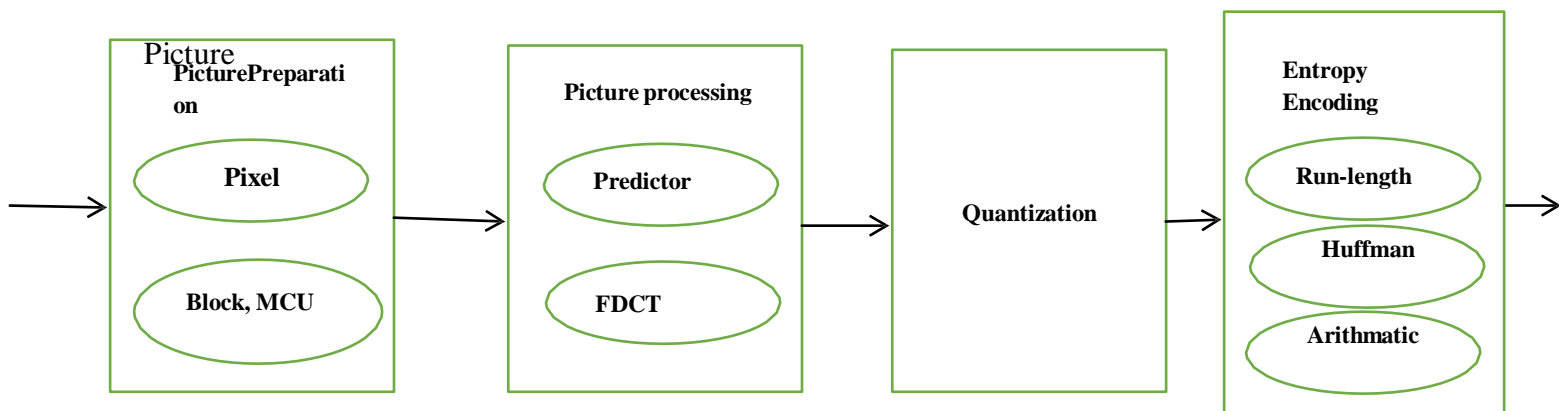 Picture
PicturePreparati
on
Pixel
Block, MCU
Picture processing
Predictor
FDCT
Quantization
Entropy
Encoding
Run-length
Huffman
Arithmatic